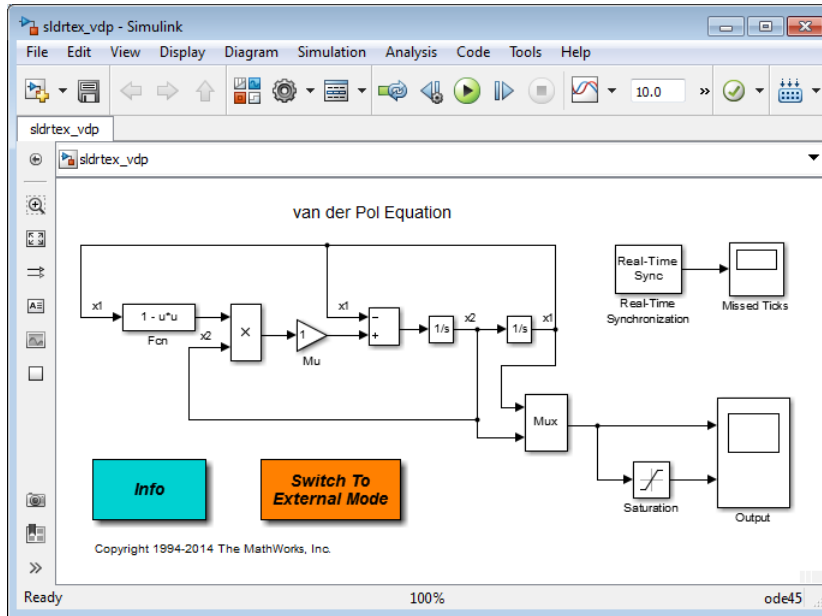 sldrtex_vdp - Simulink
File Edit View Display Diagram Simulation Analysis Code Tools Help
10.0 »
sldrtex_vdp
sldrtex_vdp
van der Pol Equation
x1
1 - u*u
Fcn
x2
×
1
Mu
x1
−
+
1/s
x2
1/s
x1
Real-Time
Sync
Real-Time
Synchronization
Missed Ticks
Mux
Saturation
Output
Info
Switch To
External Mode
Copyright 1994-2014 The MathWorks, Inc.
Ready 100% ode45